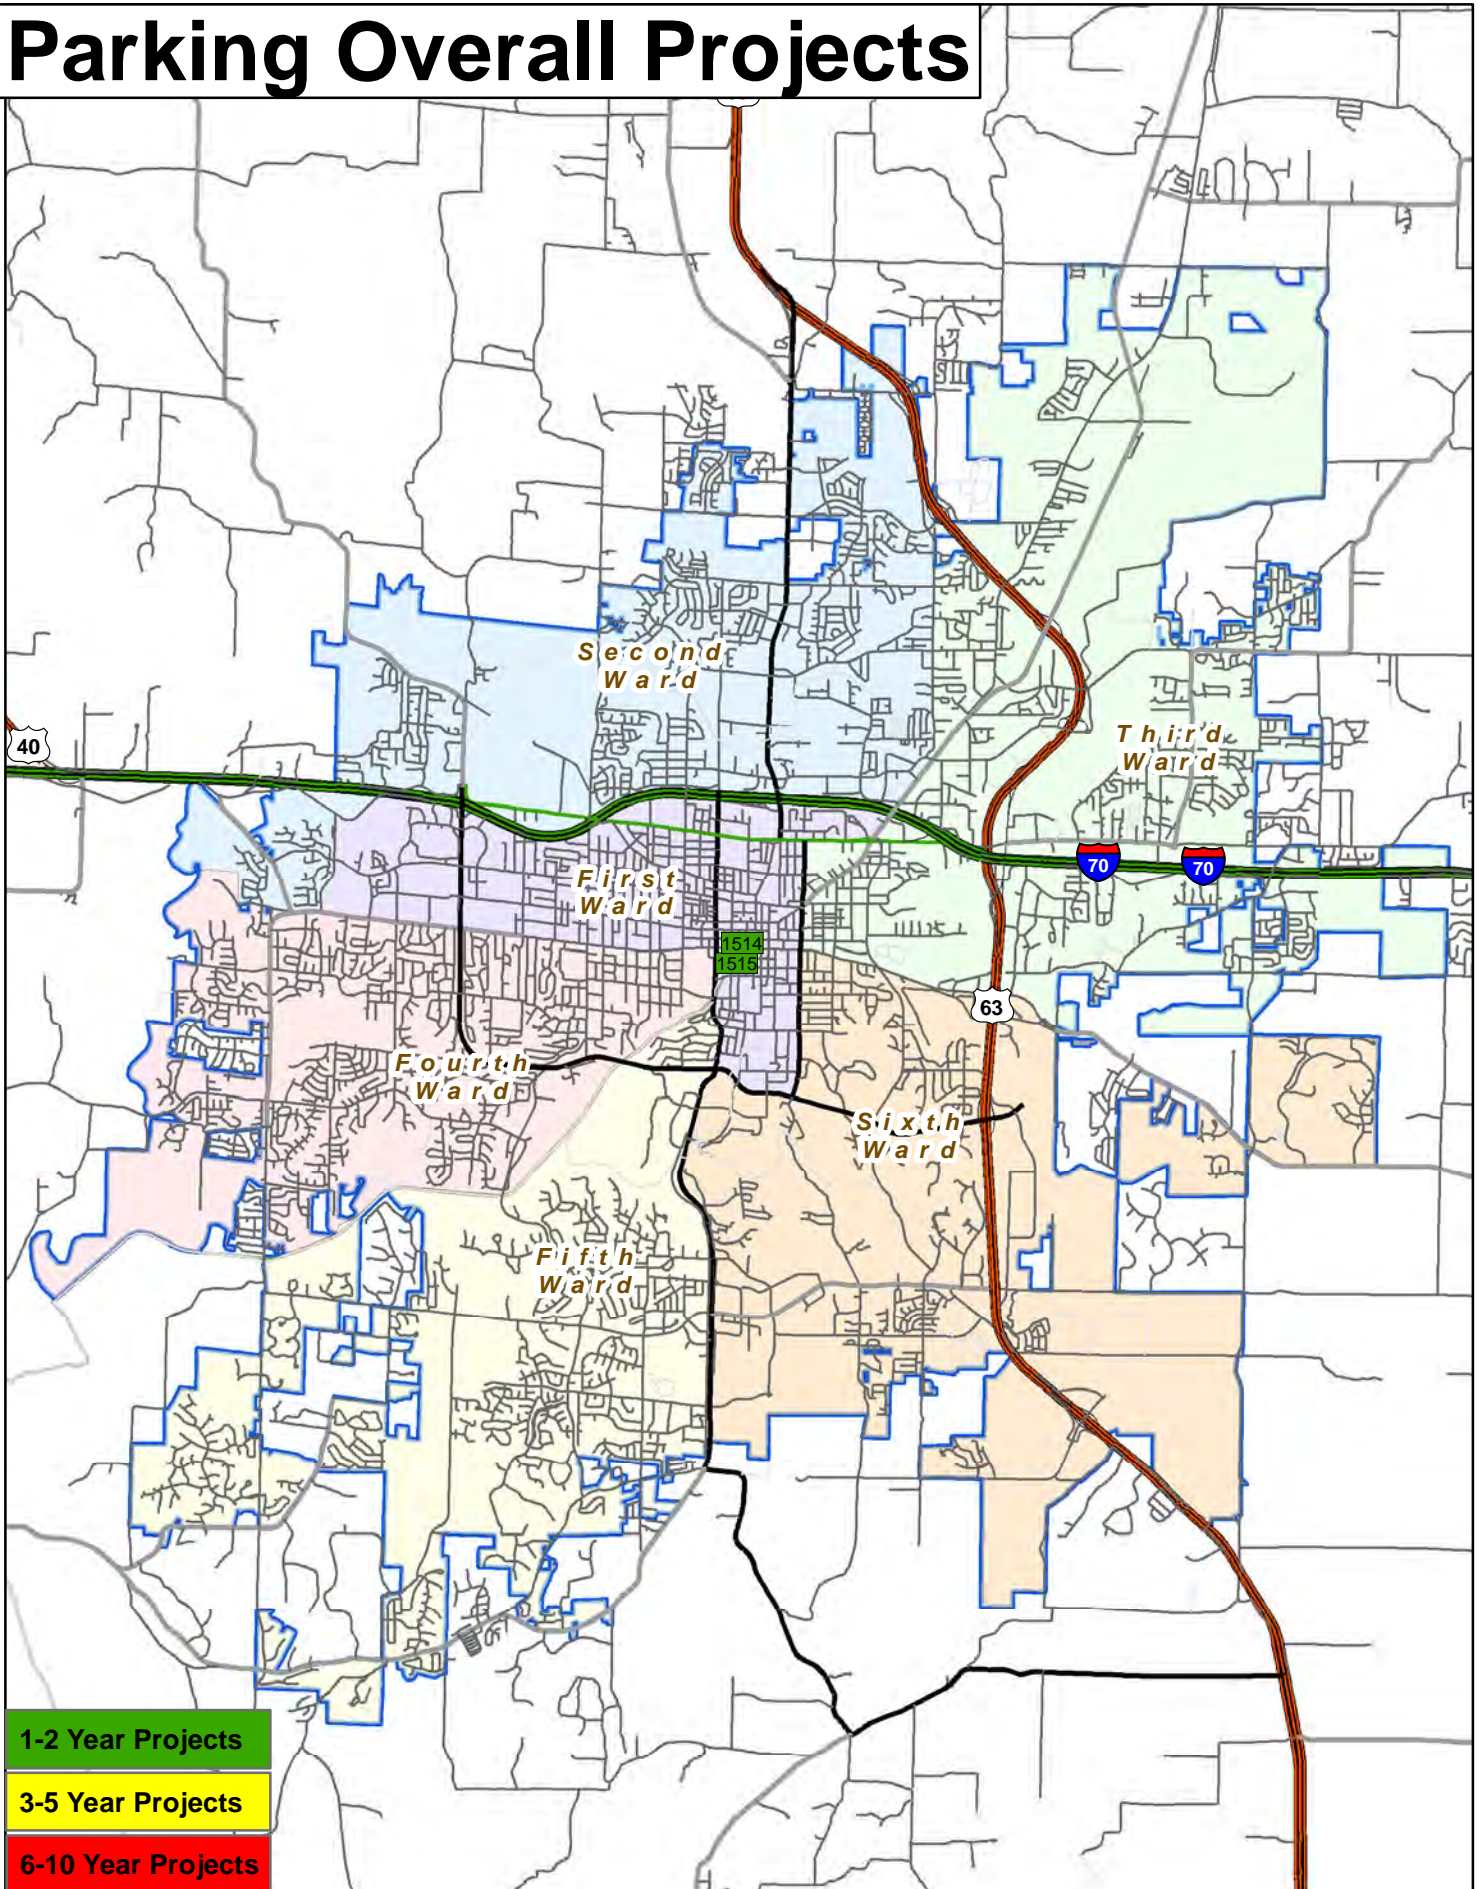 Parking Overall Projects
Second
Ward
Third
Ward
40
70
70
First
Ward
1514
1515
63
Fourth
Ward
Sixth
Ward
Fifth
Ward
1-2 Year Projects
3-5 Year Projects
6-10 Year Projects